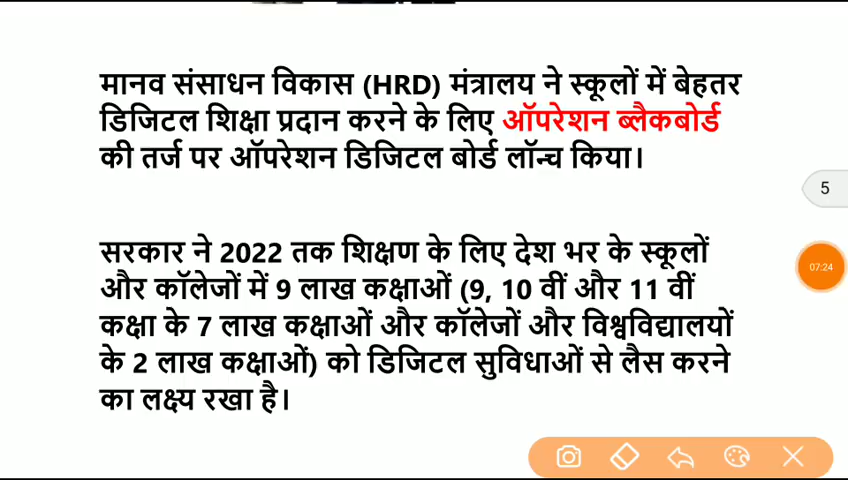 मानव संसाधन विकास (HRD) मंत्रालय ने स्कूलों में बेहतर
डिजिटल शिक्षा प्रदान करने के लिए ऑपरेशन ब्लैकबोर्ड
की तर्ज पर ऑपरेशन डिजिटल बोर्ड लॉन्च किया।
5
सरकार ने 2022 तक शिक्षण के लिए देश भर के स्कूलों
07:24
और कॉलेजों में 9 लाख कक्षाओं (9, 10 वीं और 11 वीं
कक्षा के 7 लाख कक्षाओं और कॉलेजों और विश्वविद्यालयों
के 2 लाख कक्षाओं) को डिजिटल सुविधाओं से लैस करने
का लक्ष्य रखा है।